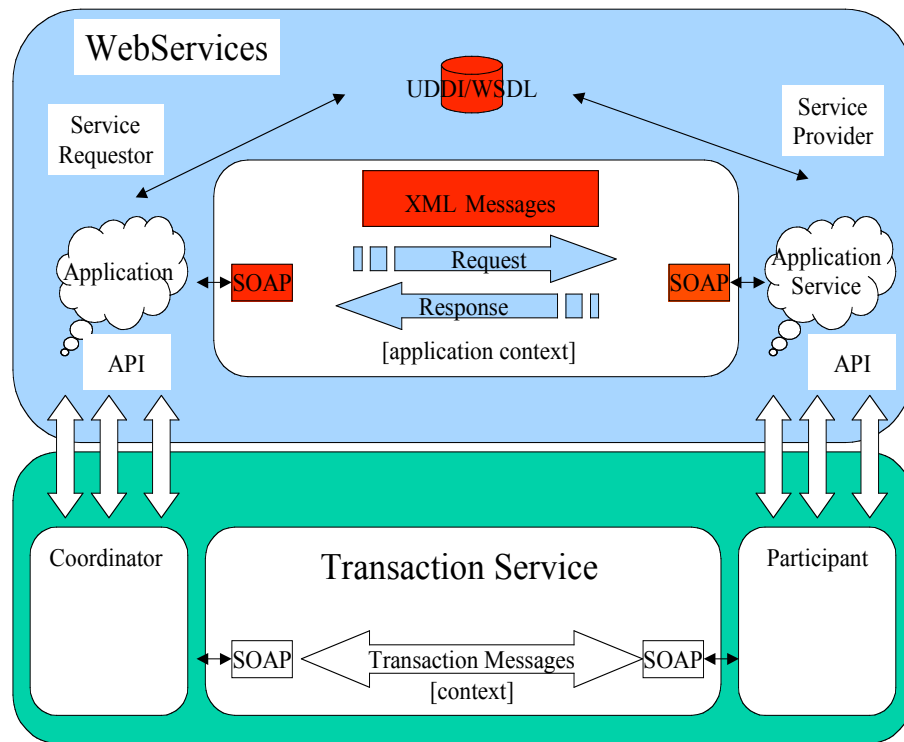 WebServices
UDDI/WSDL
Service
Requestor
Service
Provider
XML Messages
Application
SOAP
Request
Response
SOAP
Application
Service
[application context]
API
API
Coordinator
Transaction Service
Participant
SOAP
Transaction Messages
SOAP
[context]